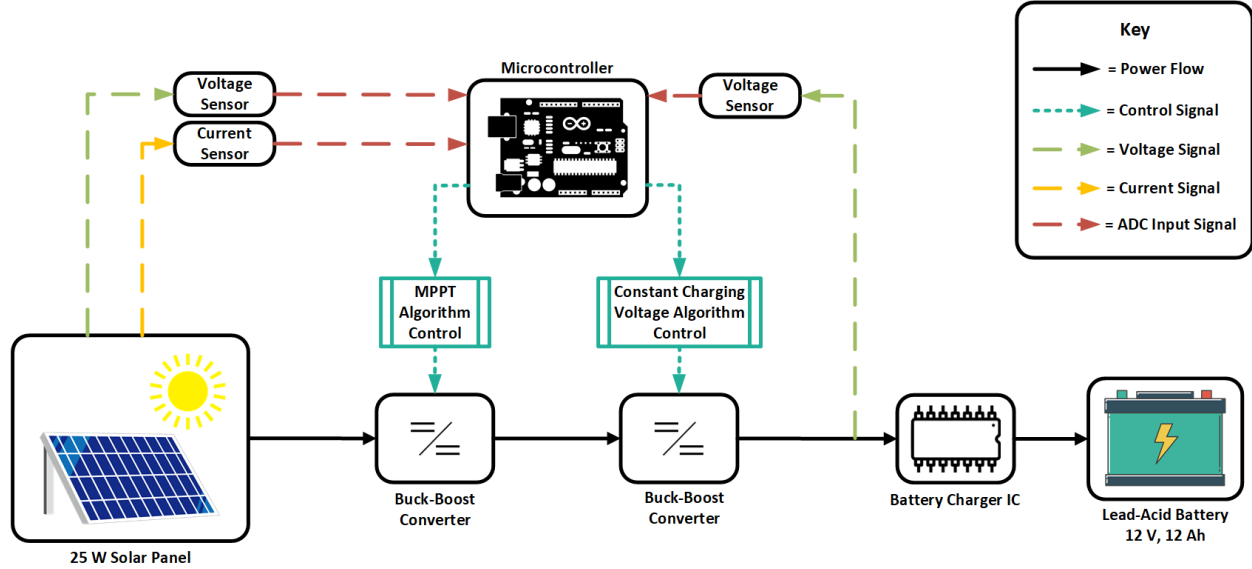 Key
= Power Flow
= Control Signal
= Voltage Signal
= Current Signal
= ADC Input Signal
Microcontroller
Voltage
Sensor
Current
Sensor
Voltage
Sensor
MPPT
Algorithm
Control
Constant Charging
Voltage Algorithm
Control
25 W Solar Panel
Buck-Boost
Converter
Buck-Boost
Converter
Battery Charger IC
Lead-Acid Battery
12 V, 12 Ah